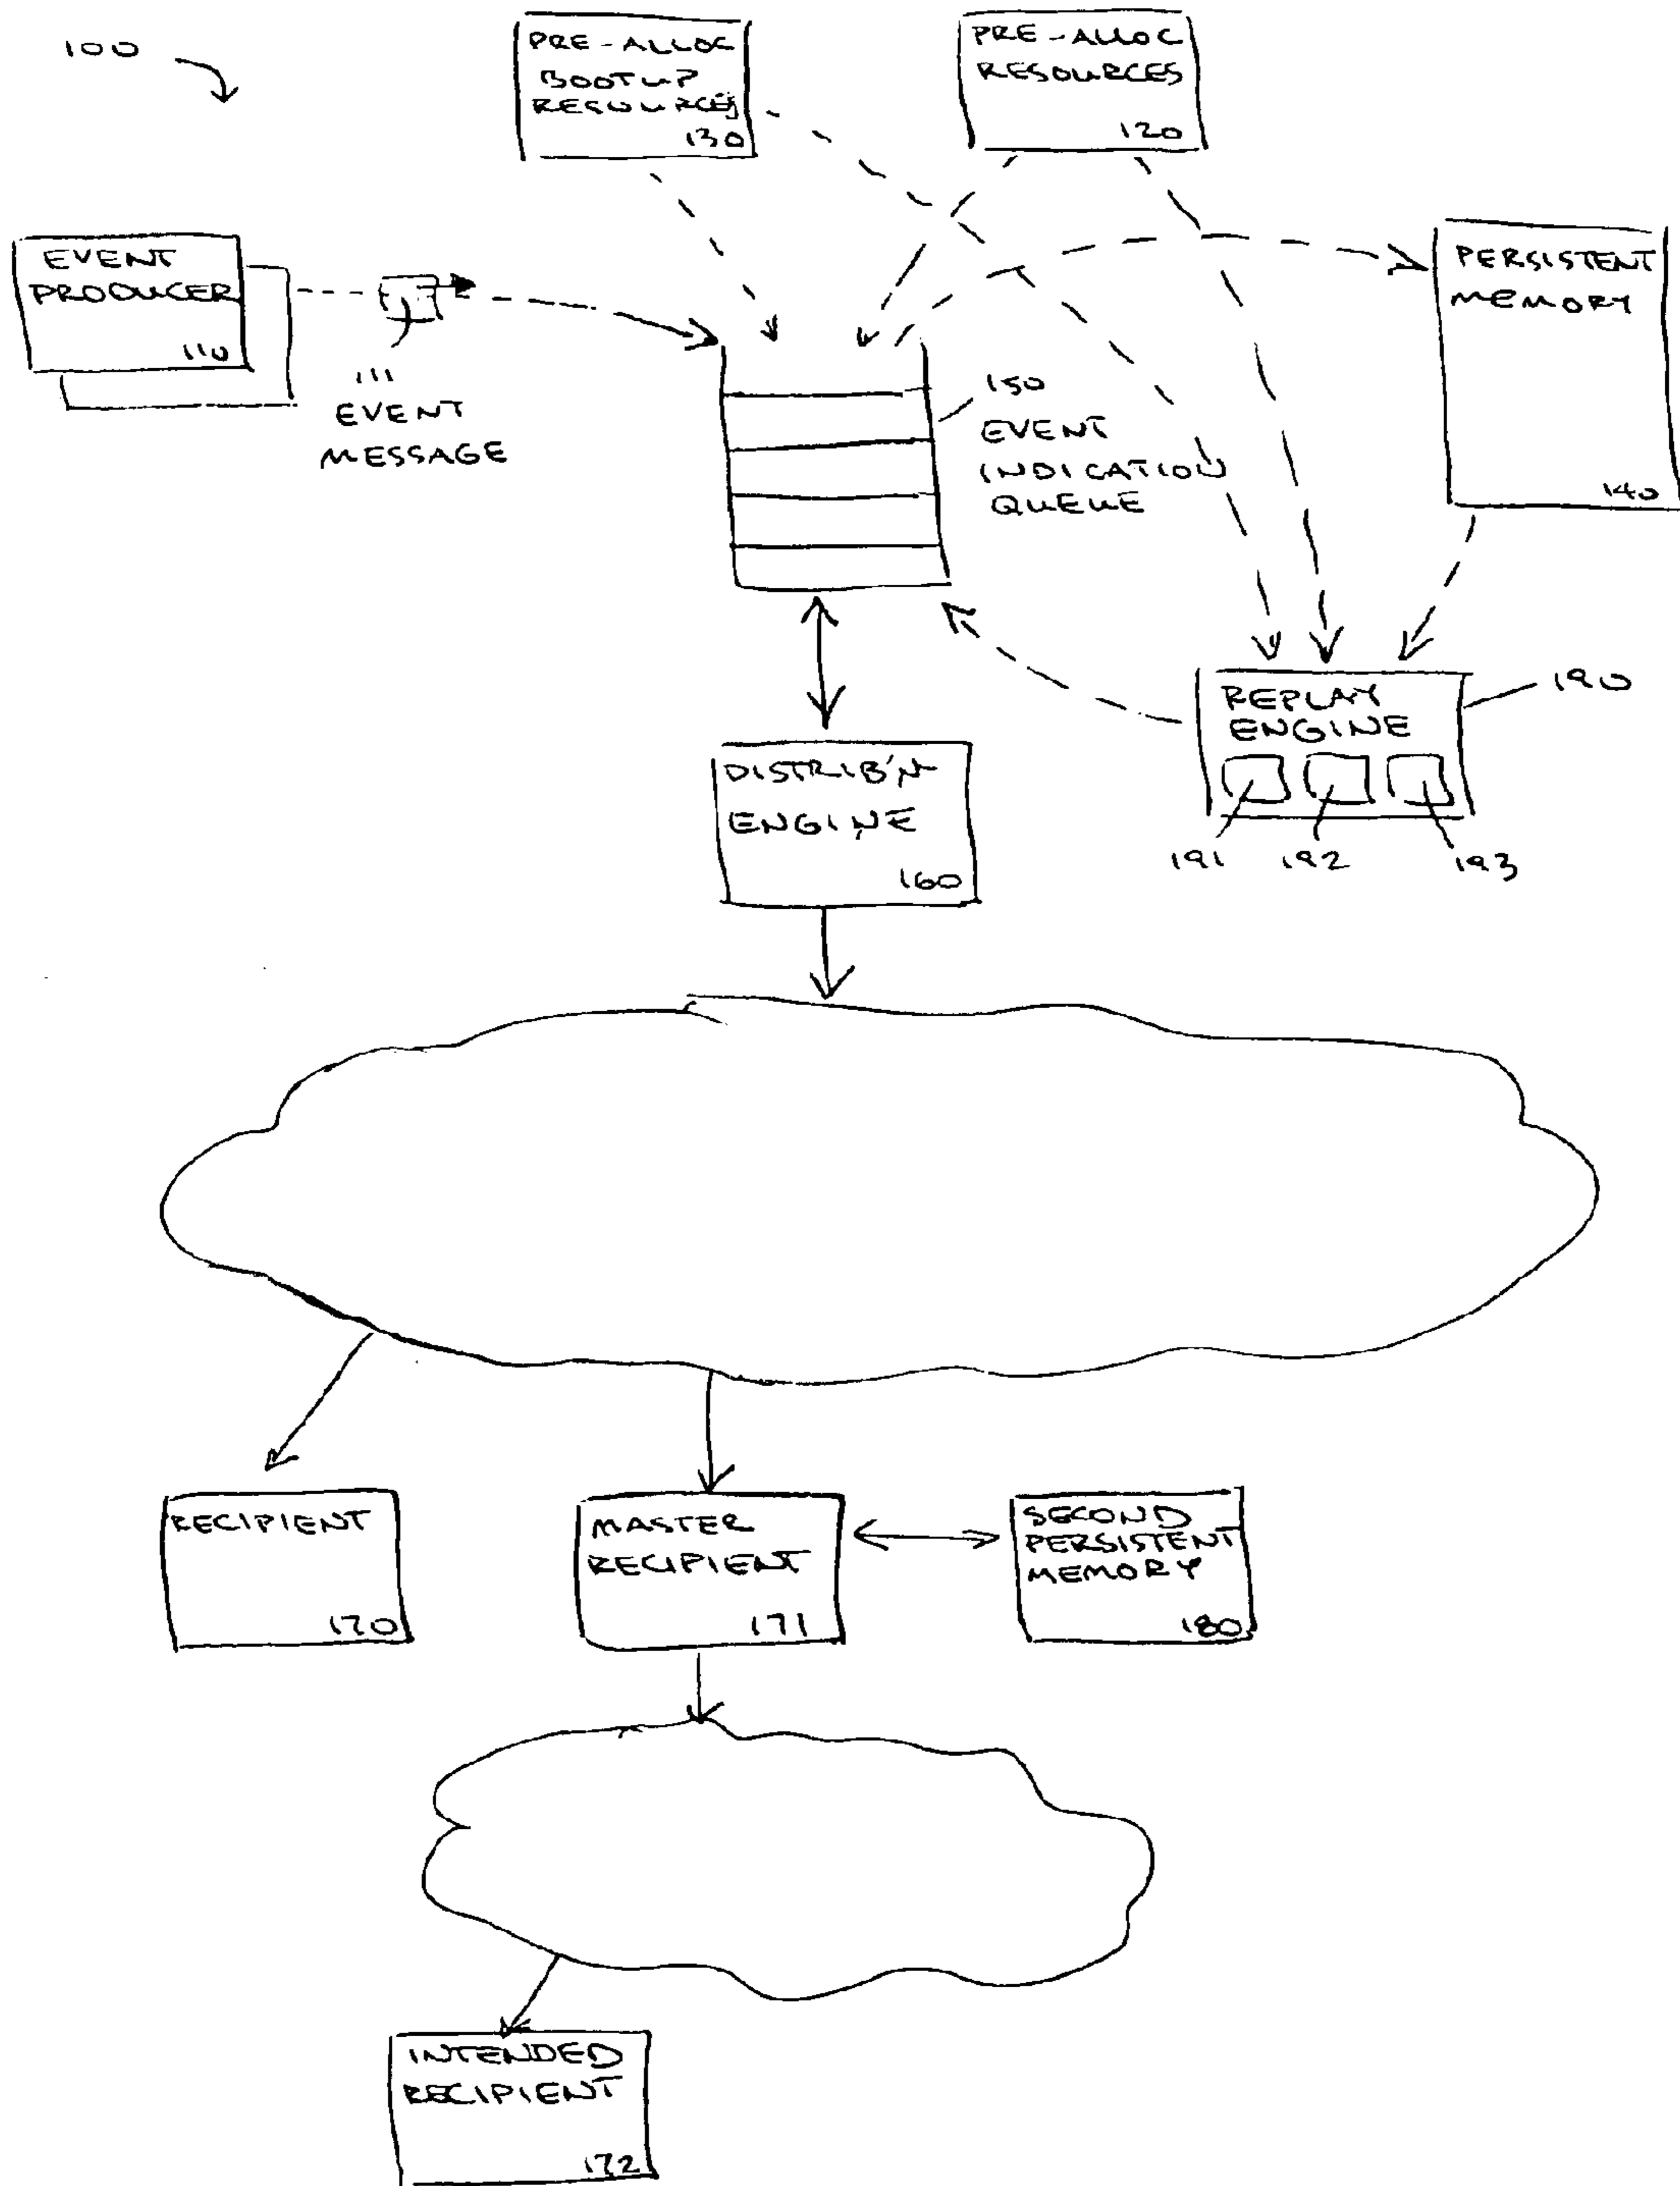 100
PRE-ALLOC
BOOTUP
RESOURCES
130
PRE-ALLOC
RESOURCES
120
EVENT
PRODUCER
110
111
EVENT
MESSAGE
PERSISTENT
MEMORY
140
150
EVENT
INDICATION
QUEUE
REPLAY
ENGINE
190
191
192
193
DISTRIB'N
ENGINE
160
RECIPIENT
170
MASTER
RECIPIENT
171
SECOND
PERSISTENT
MEMORY
180
INTENDED
RECIPIENT
172